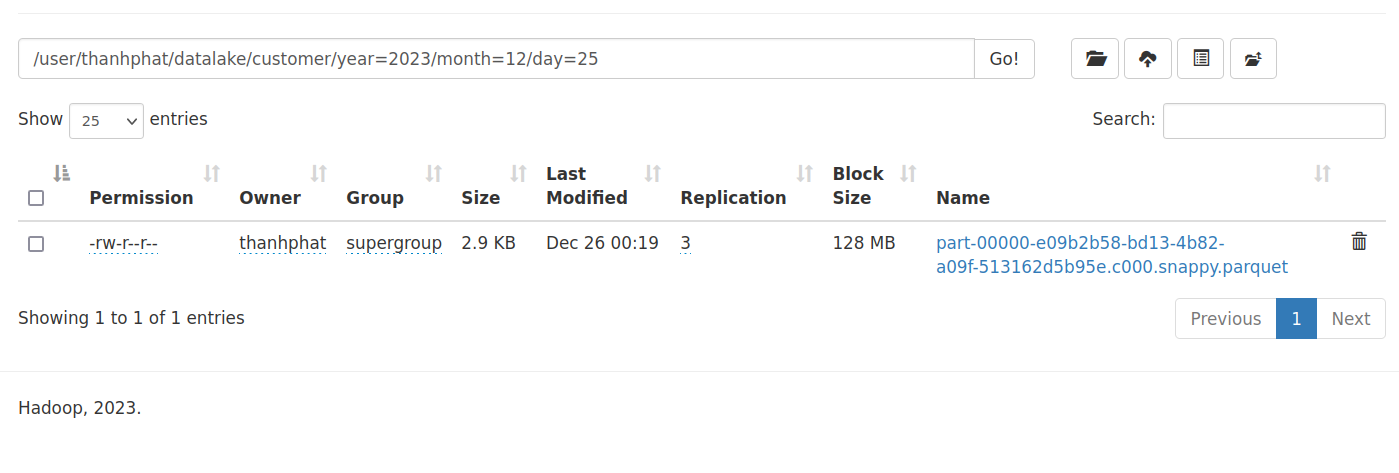 /user/thanhphat/datalake/customer/year=2023/month=12/day=25 Go!
Show 25 entries Search:
Last Block
Permission Owner Group Size Modified Replication Size Name
-rw-r--r-- thanhphat supergroup 2.9 KB Dec 26 00:19 3 128 MB part-00000-e09b2b58-bd13-4b82-
a09f-513162d5b95e.c000.snappy.parquet
Showing 1 to 1 of 1 entries Previous 1 Next
Hadoop, 2023.